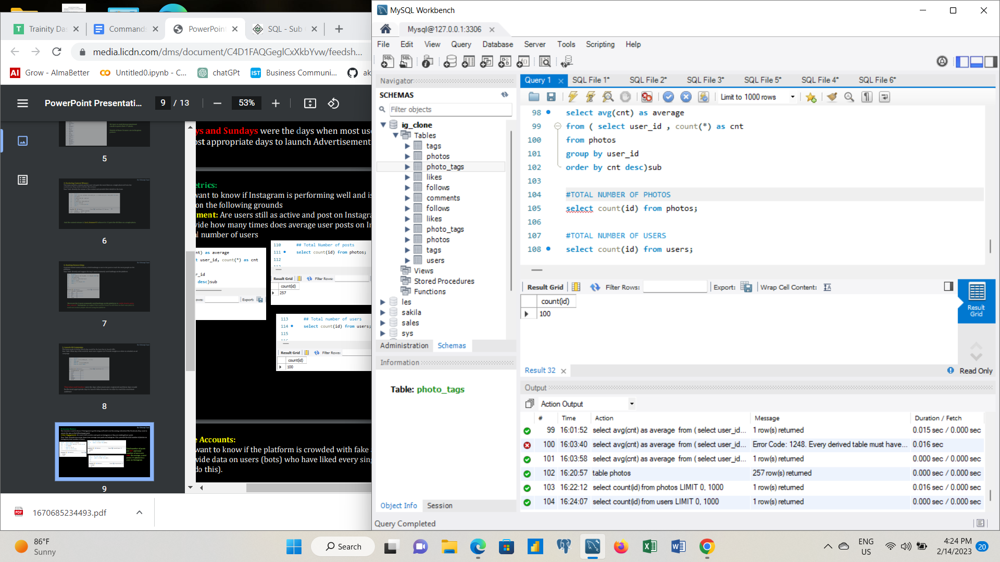 Trainity Da
Command
PowerPoin
SQL - Sub
media.licdn.com/dms/document/C4D1FAQGeglCxXkbYvw/feedsh...
Grow - AlmaBetter
Untitled0.ipynb - C...
chatGPt
Business Communi...
ak
PowerPoint Presentati...
9 / 13
53%
5
6
7
8
9
ys and Sundays were the days when most use
ost appropriate days to launch Advertisement
etrics:
vant to know if Instagram is performing well and is
on the following grounds
ment: Are users still as active and post on Instagra
vide how many times does average user posts on In
al number of users
nt) as average
t user_id, count(*) as cnt
r_id
desc)sub
ows:
Export:
110 ## Total Number of posts
111 select count(id) from photos;
112
Result Grid
Filter Rows:
count(id)
257
113 ## Total number of users
114 select count(id) from users;
115
Result Grid
Filter Rows:
count(id)
100
e Accounts:
vant to know if the platform is crowded with fake
vide data on users (bots) who have liked every sin
do this).
1670685234493.pdf
MySQL Workbench
Mysql@127.0.0.1:3306
File Edit View Query Database Server Tools Scripting Help
Navigator
SCHEMAS
Filter objects
ig_clone
Tables
tags
photos
photo_tags
likes
follows
comments
follows
likes
photo_tags
photos
tags
users
Views
Stored Procedures
Functions
les
sakila
sales
sys
Administration Schemas
Information
Table: photo_tags
Object Info Session
Query Completed
Query 1 SQL File 1* SQL File 2* SQL File 3* SQL File 5* SQL File 4* SQL File 6*
Limit to 1000 rows
98 select avg(cnt) as average
99 from ( select user_id , count(*) as cnt
100 from photos
101 group by user_id
102 order by cnt desc)sub
103
104 #TOTAL NUMBER OF PHOTOS
105 select count(id) from photos;
106
107 #TOTAL NUMBER OF USERS
108 select count(id) from users;
Result Grid Filter Rows: Export: Wrap Cell Content:
count(id)
100
Result Grid
Result 32
Read Only
Output
Action Output
# Time Action Message Duration / Fetch
99 16:01:52 select avg(cnt) as average from ( select user_id... 1 row(s) returned 0.015 sec / 0.000 sec
100 16:03:40 select avg(cnt) as average from ( select user_id... Error Code: 1248. Every derived table must have... 0.016 sec
101 16:03:58 select avg(cnt) as average from ( select user_id... 1 row(s) returned 0.000 sec / 0.000 sec
102 16:20:57 table photos 257 row(s) returned 0.000 sec / 0.000 sec
103 16:22:12 select count(id) from photos LIMIT 0, 1000 1 row(s) returned 0.016 sec / 0.000 sec
104 16:24:07 select count(id) from users LIMIT 0, 1000 1 row(s) returned 0.000 sec / 0.000 sec
86°F
Sunny
Search
ENG
US
4:24 PM
2/14/2023
20